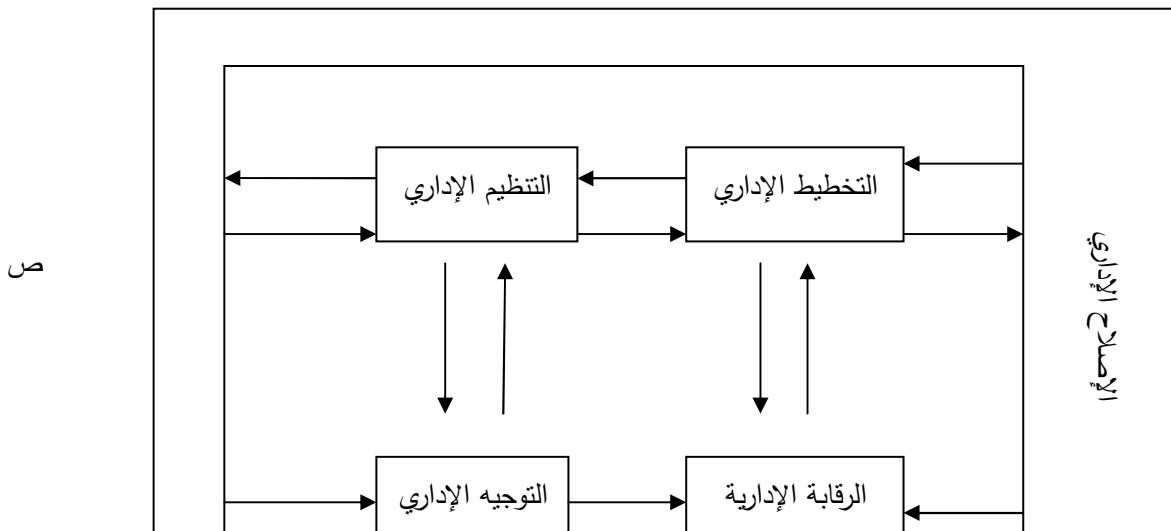 التخطيط الإداري
التنظيم الإداري
الإصلاح الإداري
ص
الرقابة الإدارية
التوجيه الإداري